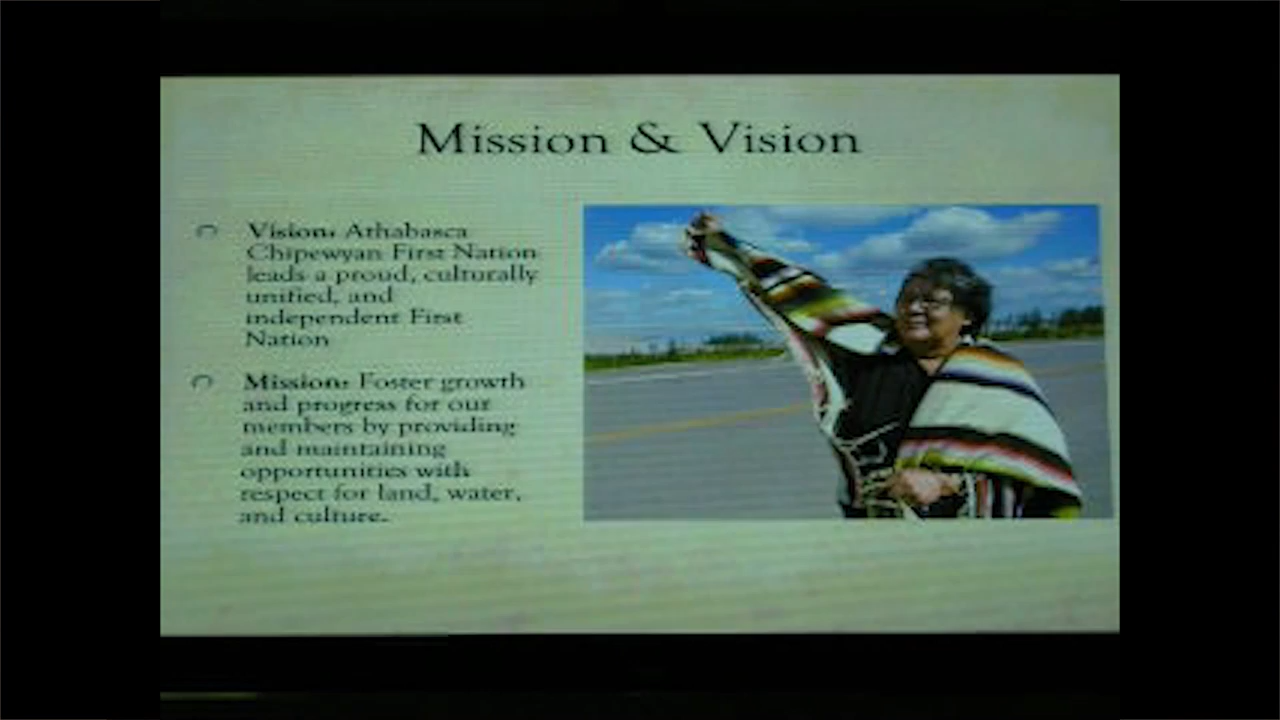 Mission & Vision
Vision: Athabasca
Chipewyan First Nation
leads a proud, culturally
unified, and
independent First
Nation
Mission: Foster growth
and progress for our
members by providing
and maintaining
opportunities with
respect for land, water,
and culture.